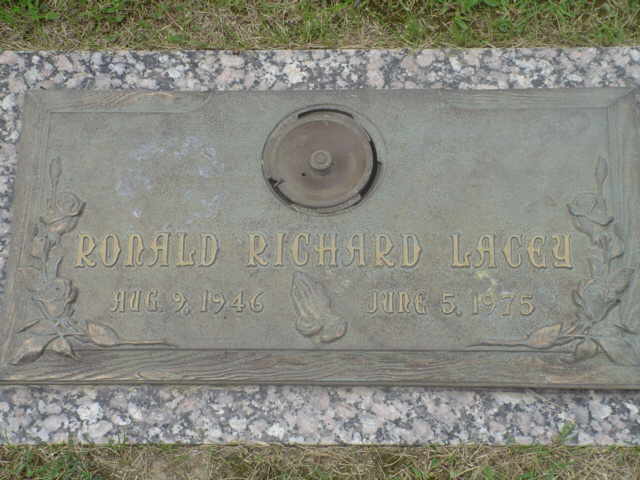 RONALD RICHARD LACEY
AUG. 9, 1946 JUNE 5, 1975